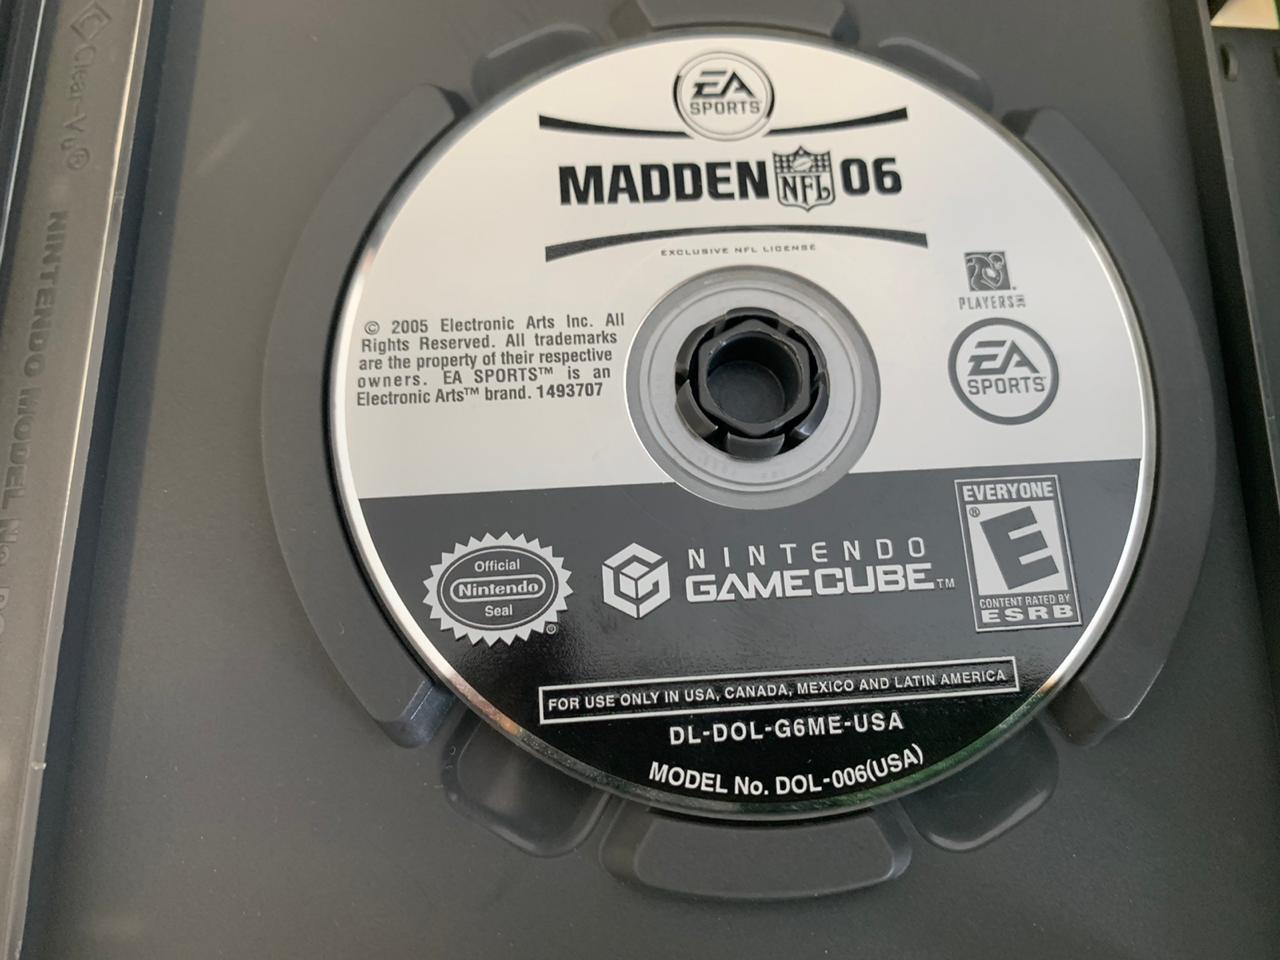 EA
SPORTS™
MADDEN NFL 06
EXCLUSIVE NFL LICENSE
© 2005 Electronic Arts Inc. All
Rights Reserved. All trademarks
are the property of their respective
owners. EA SPORTS™ is an
Electronic Arts™ brand. 1493707
PLAYERS INC
EA
SPORTS™
Official
Nintendo
Seal
®
NINTENDO
GAMECUBE™
EVERYONE
®
E
CONTENT RATED BY
ESRB
FOR USE ONLY IN USA, CANADA, MEXICO AND LATIN AMERICA
DL-DOL-G6ME-USA
MODEL No. DOL-006(USA)
Clear-Vu®
NINTENDO MODEL No.